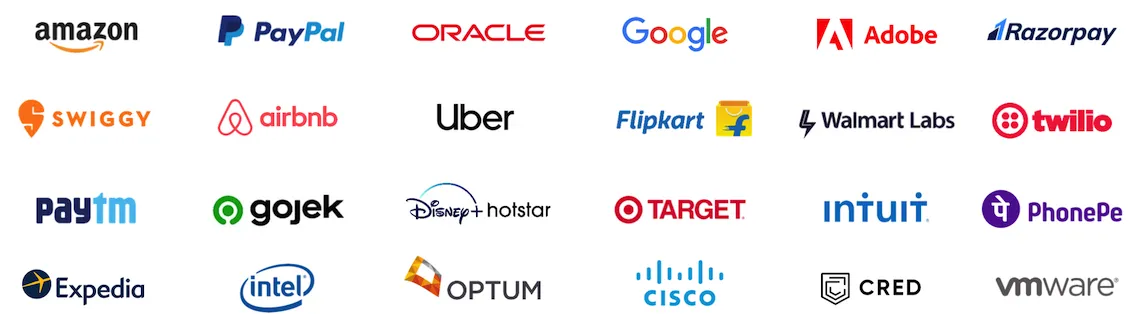 amazon PayPal ORACLE Google Adobe Razorpay
SWIGGY airbnb Uber Flipkart Walmart Labs twilio
paytm gojek Disney+ hotstar TARGET. intuit. PhonePe
Expedia intel® OPTUM CISCO CRED vmware®